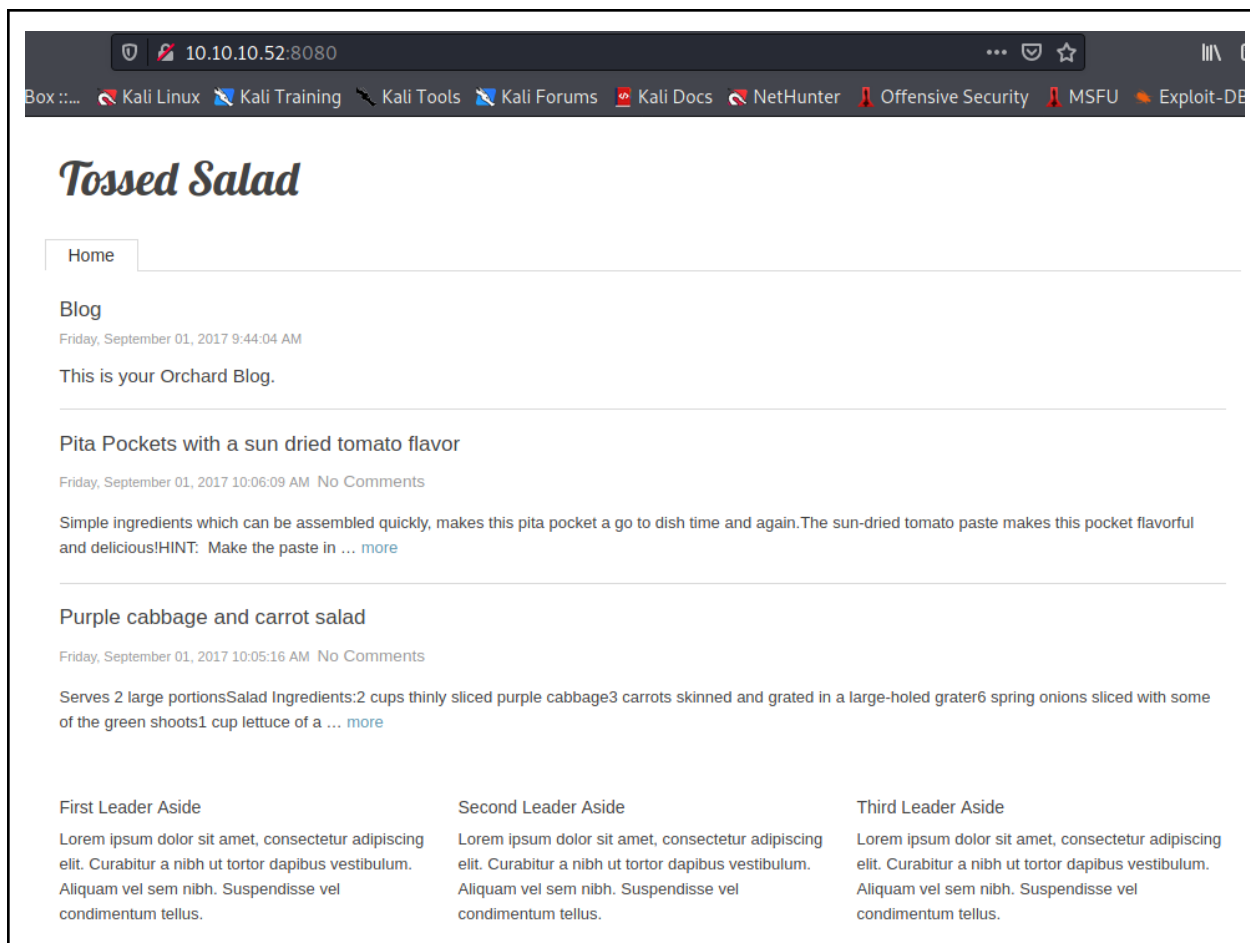 10.10.10.52:8080
Box ::... Kali Linux Kali Training Kali Tools Kali Forums Kali Docs NetHunter Offensive Security MSFU Exploit-DB
Tossed Salad
Home
Blog
Friday, September 01, 2017 9:44:04 AM
This is your Orchard Blog.
Pita Pockets with a sun dried tomato flavor
Friday, September 01, 2017 10:06:09 AM No Comments
Simple ingredients which can be assembled quickly, makes this pita pocket a go to dish time and again.The sun-dried tomato paste makes this pocket flavorful
and delicious!HINT: Make the paste in … more
Purple cabbage and carrot salad
Friday, September 01, 2017 10:05:16 AM No Comments
Serves 2 large portionsSalad Ingredients:2 cups thinly sliced purple cabbage3 carrots skinned and grated in a large-holed grater6 spring onions sliced with some
of the green shoots1 cup lettuce of a … more
First Leader Aside
Lorem ipsum dolor sit amet, consectetur adipiscing
elit. Curabitur a nibh ut tortor dapibus vestibulum.
Aliquam vel sem nibh. Suspendisse vel
condimentum tellus.
Second Leader Aside
Lorem ipsum dolor sit amet, consectetur adipiscing
elit. Curabitur a nibh ut tortor dapibus vestibulum.
Aliquam vel sem nibh. Suspendisse vel
condimentum tellus.
Third Leader Aside
Lorem ipsum dolor sit amet, consectetur adipiscing
elit. Curabitur a nibh ut tortor dapibus vestibulum.
Aliquam vel sem nibh. Suspendisse vel
condimentum tellus.